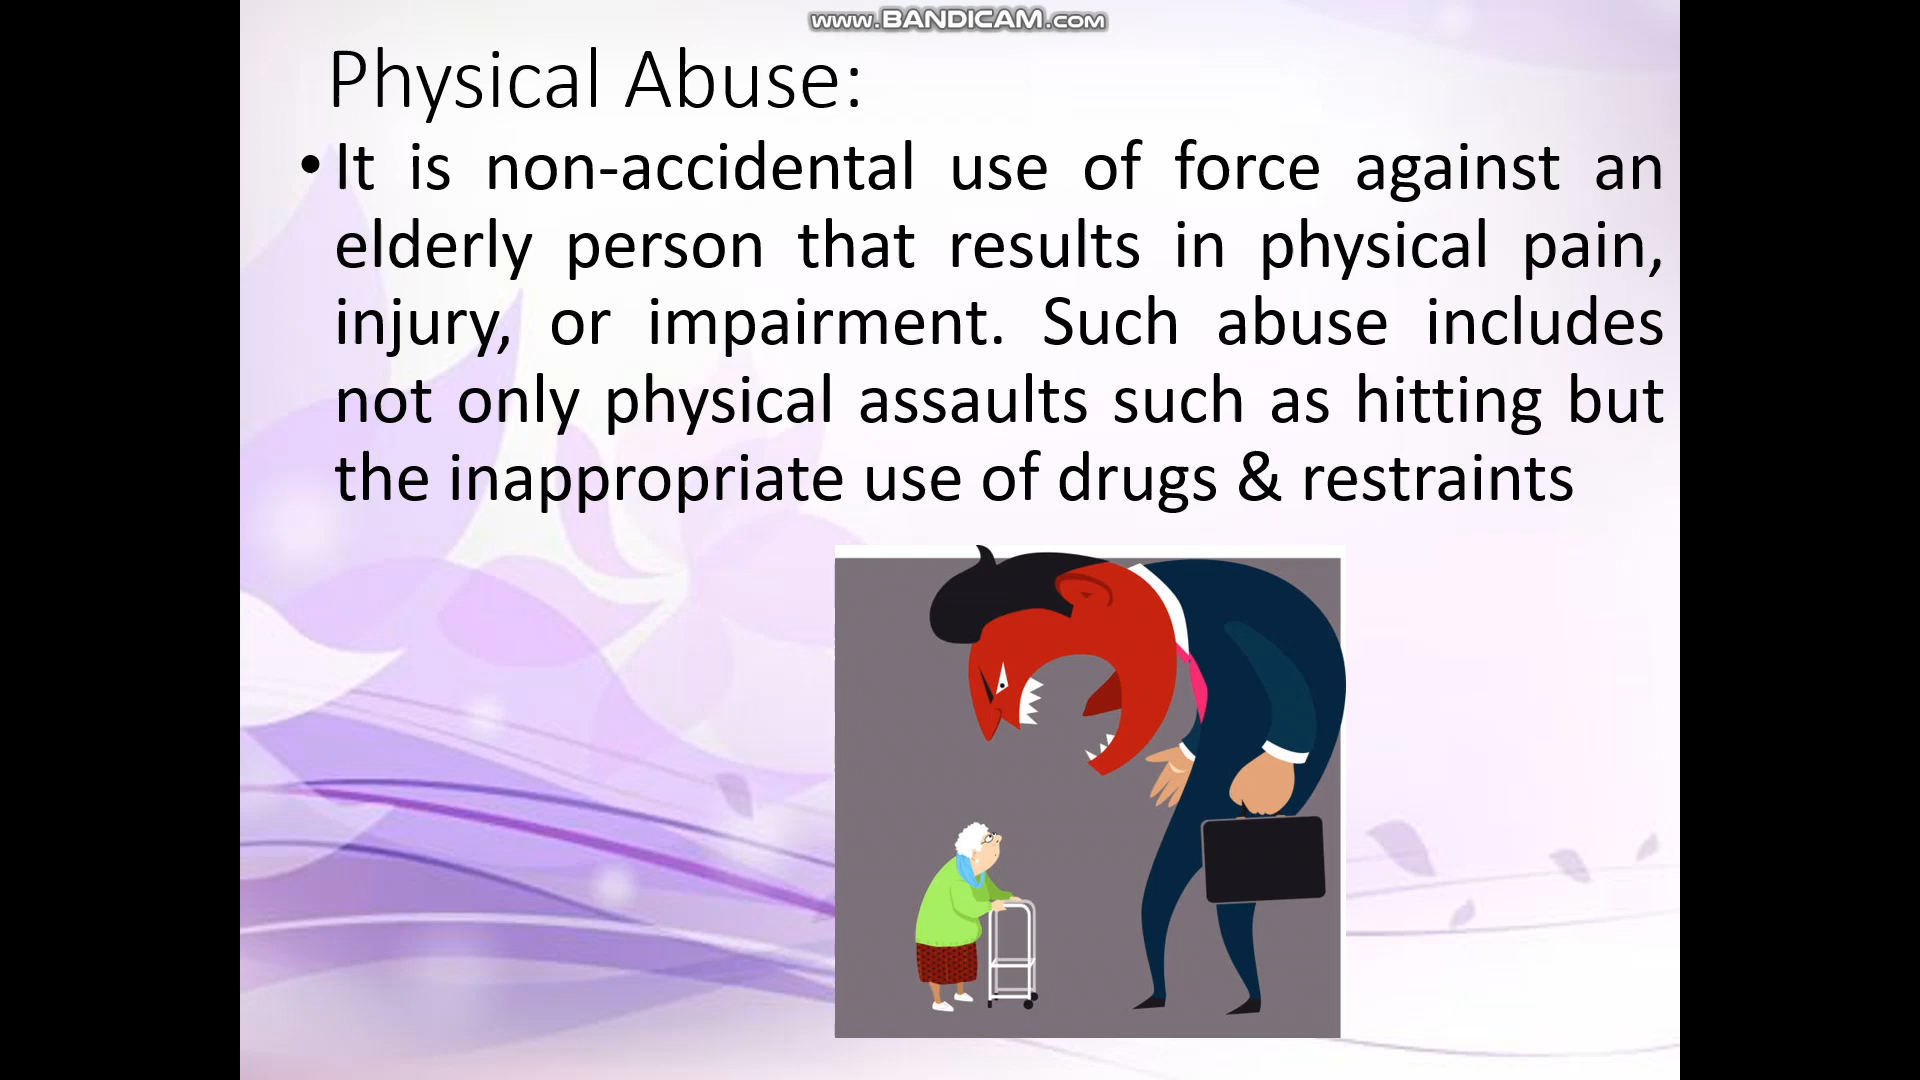 www.BANDICAM.com
Physical Abuse:
• It is non-accidental use of force against an
elderly person that results in physical pain,
injury, or impairment. Such abuse includes
not only physical assaults such as hitting but
the inappropriate use of drugs & restraints